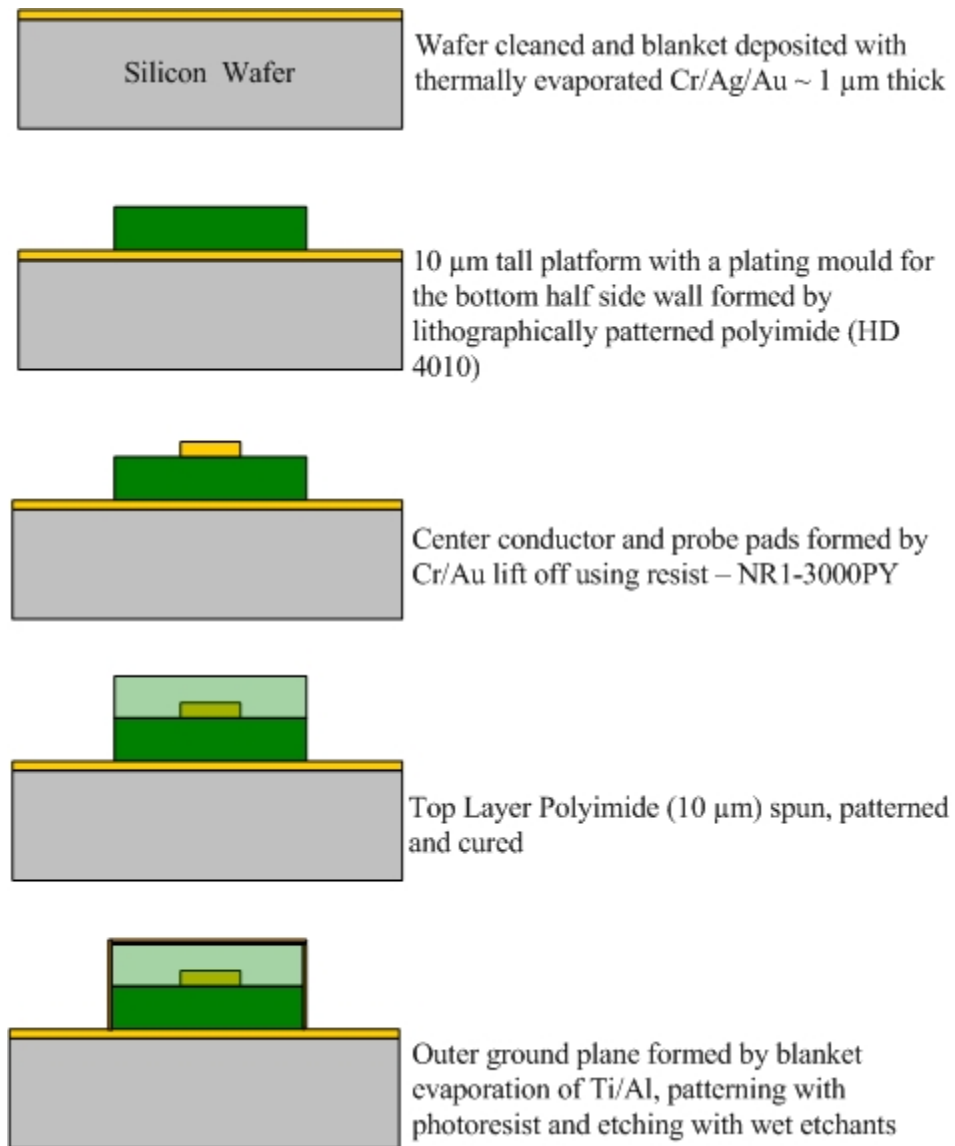 Silicon Wafer
Wafer cleaned and blanket deposited with
thermally evaporated Cr/Ag/Au ~ 1 µm thick
10 µm tall platform with a plating mould for
the bottom half side wall formed by
lithographically patterned polyimide (HD
4010)
Center conductor and probe pads formed by
Cr/Au lift off using resist – NR1-3000PY
Top Layer Polyimide (10 µm) spun, patterned
and cured
Outer ground plane formed by blanket
evaporation of Ti/Al, patterning with
photoresist and etching with wet etchants